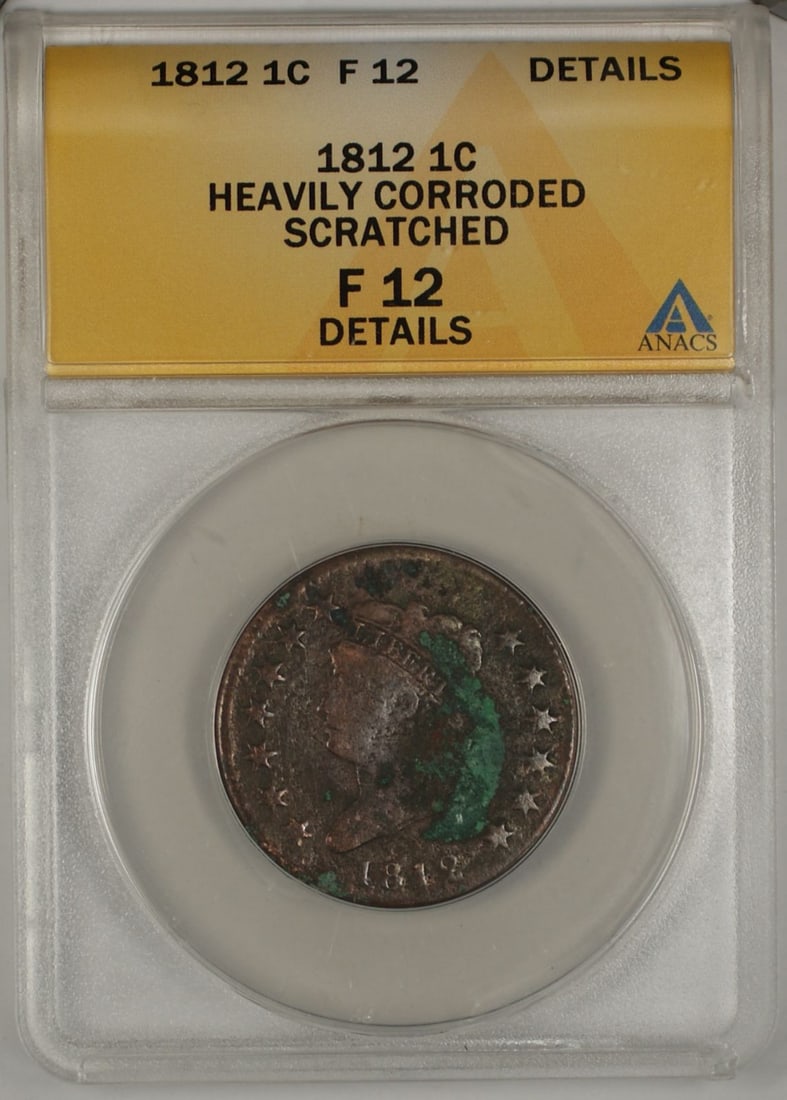 1812 1C F 12 DETAILS
1812 1C
HEAVILY CORRODED
SCRATCHED
F 12
DETAILS
ANACS
LIBERTY
1812